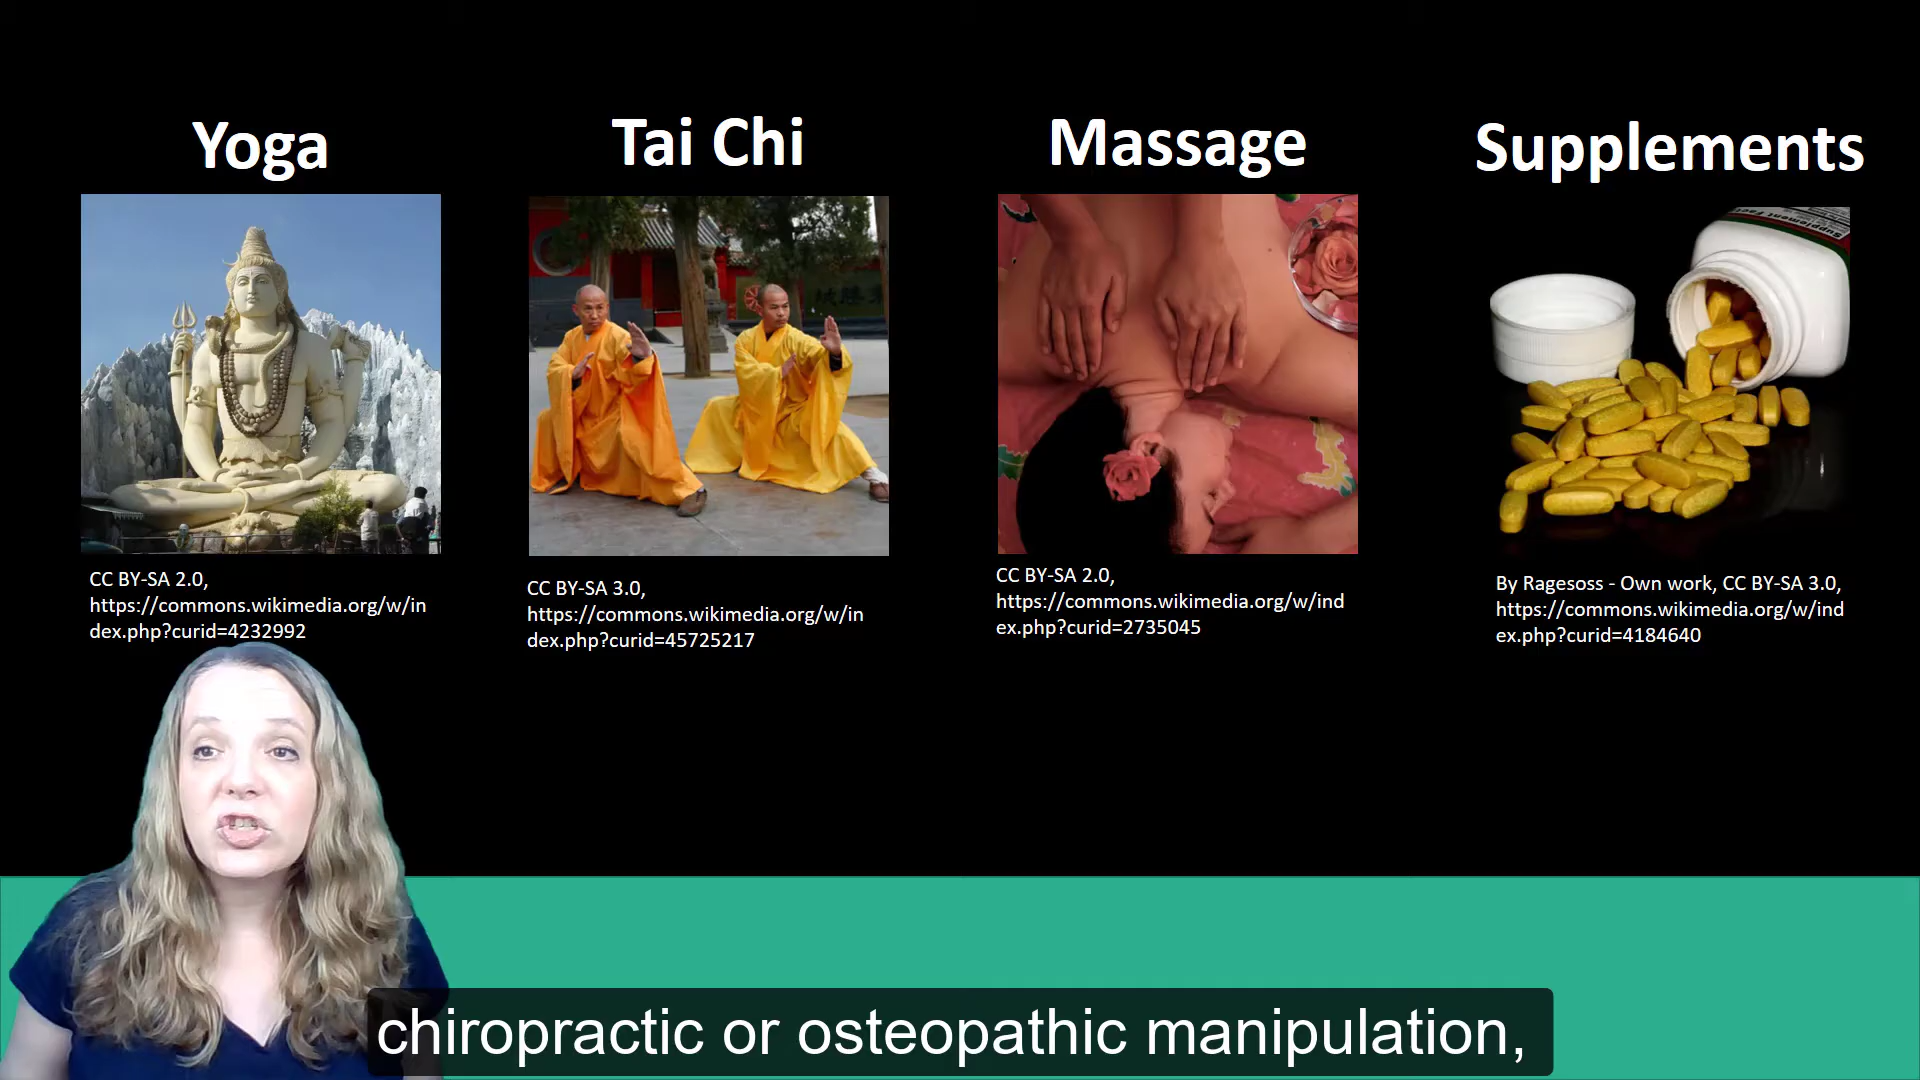 Yoga
Tai Chi
Massage
Supplements
Supplement Facts
CC BY-SA 2.0,
https://commons.wikimedia.org/w/in
dex.php?curid=4232992
CC BY-SA 3.0,
https://commons.wikimedia.org/w/in
dex.php?curid=45725217
CC BY-SA 2.0,
https://commons.wikimedia.org/w/ind
ex.php?curid=2735045
By Ragesoss - Own work, CC BY-SA 3.0,
https://commons.wikimedia.org/w/ind
ex.php?curid=4184640
chiropractic or osteopathic manipulation,